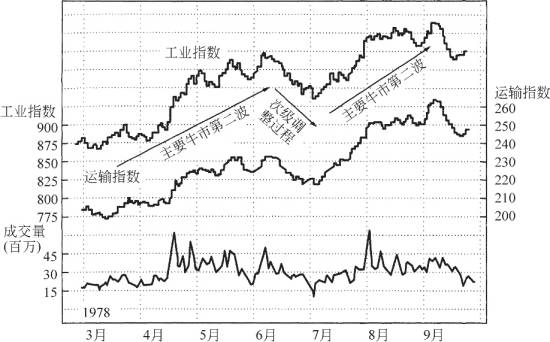 工业指数
主要牛市第二波
次级调
整过程
主要牛市第二波
运输指数
工业指数
900
875
850
825
800
775
运输指数
260
250
240
230
220
210
200
成交量
(百万)
45
30
15
1978
3月 4月 5月 6月 7月 8月 9月